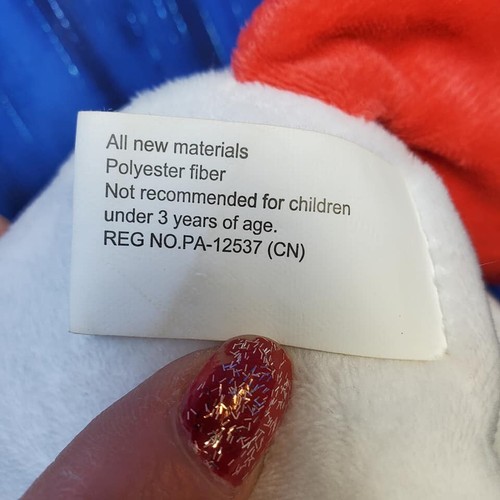 All new materials
Polyester fiber
Not recommended for children
under 3 years of age.
REG NO.PA-12537 (CN)